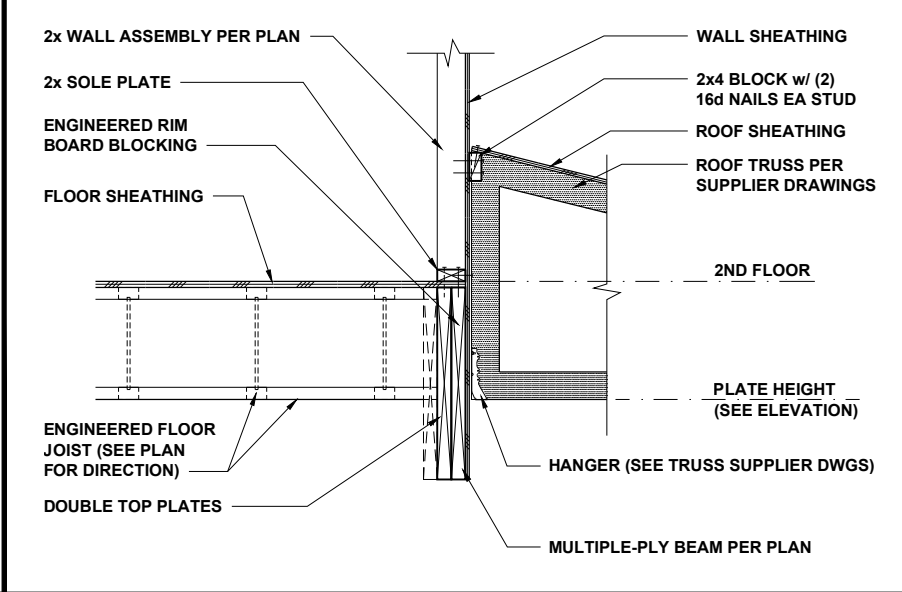 2x WALL ASSEMBLY PER PLAN
2x SOLE PLATE
ENGINEERED RIM
BOARD BLOCKING
FLOOR SHEATHING
ENGINEERED FLOOR
JOIST (SEE PLAN
FOR DIRECTION)
DOUBLE TOP PLATES
WALL SHEATHING
2x4 BLOCK w/ (2)
16d NAILS EA STUD
ROOF SHEATHING
ROOF TRUSS PER
SUPPLIER DRAWINGS
2ND FLOOR
PLATE HEIGHT
(SEE ELEVATION)
HANGER (SEE TRUSS SUPPLIER DWGS)
MULTIPLE-PLY BEAM PER PLAN